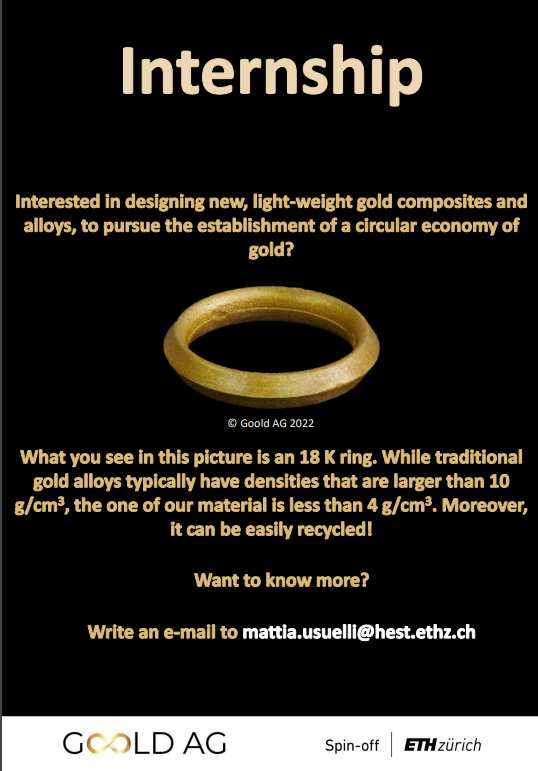 Internship
Interested in designing new, light-weight gold composites and
alloys, to pursue the establishment of a circular economy of
gold?
© Goold AG 2022
What you see in this picture is an 18 K ring. While traditional
gold alloys typically have densities that are larger than 10
g/cm³, the one of our material is less than 4 g/cm³. Moreover,
it can be easily recycled!
Want to know more?
Write an e-mail to mattia.usuelli@hest.ethz.ch
GOOLD AG
Spin-off | ETH zürich